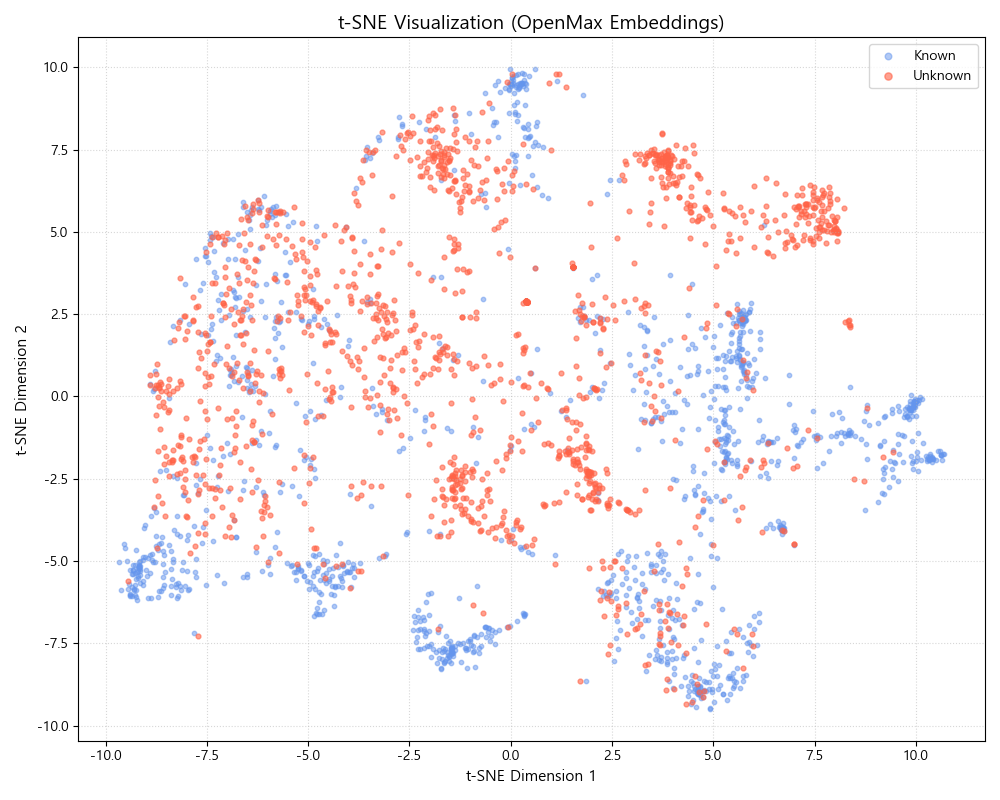 t-SNE Visualization (OpenMax Embeddings)
Known
Unknown
10.0
7.5
5.0
2.5
0.0
-2.5
-5.0
-7.5
-10.0
t-SNE Dimension 2
-10.0 -7.5 -5.0 -2.5 0.0 2.5 5.0 7.5 10.0
t-SNE Dimension 1